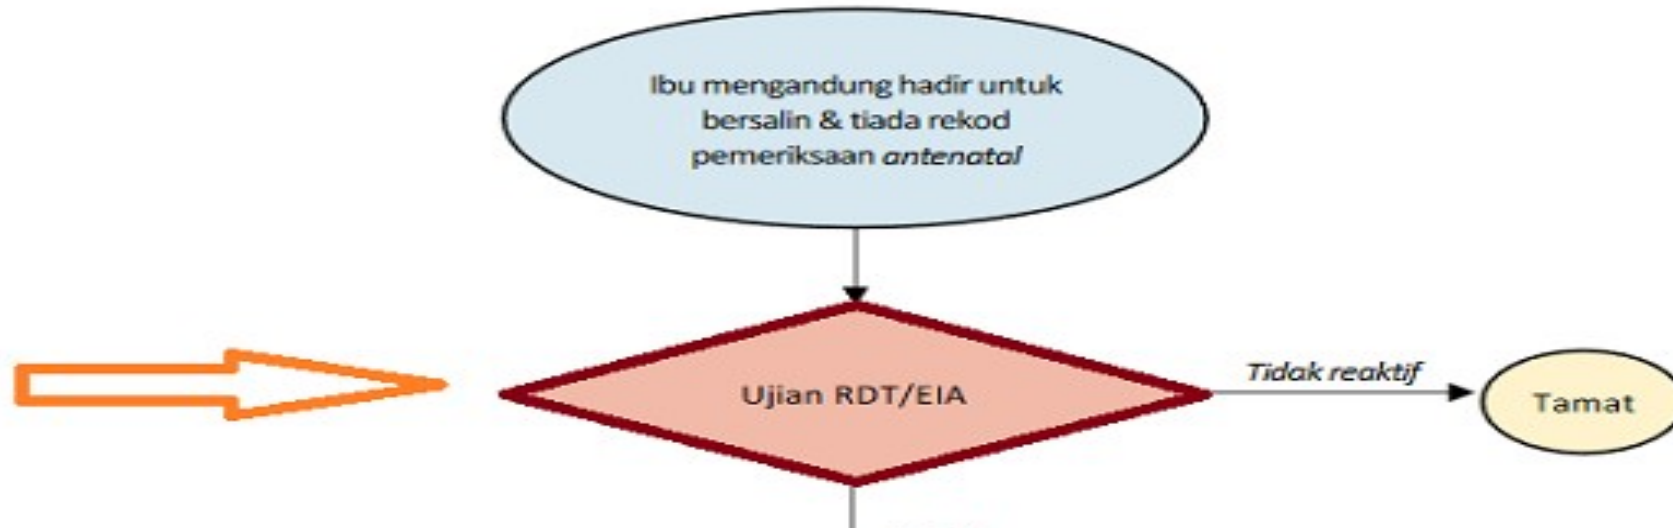 Ibu mengandung hadir untuk
bersalin & tiada rekod
pemeriksaan antenatal
Ujian RDT/EIA
Tidak reaktif
Tamat